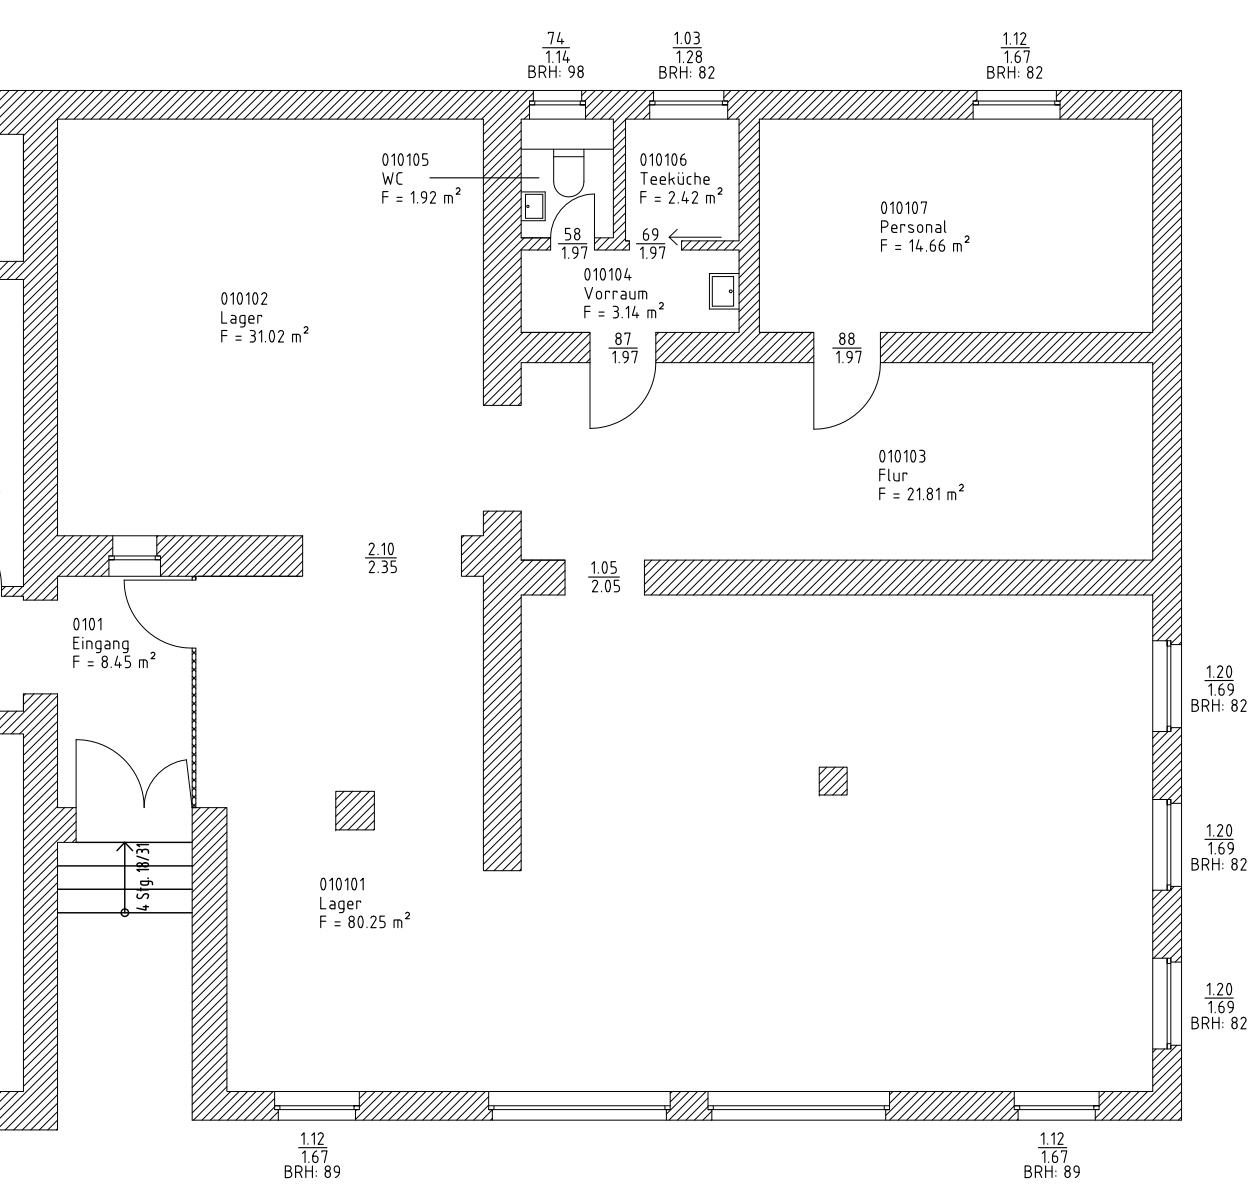 74
1.14
BRH: 98
1.03
1.28
BRH: 82
1.12
1.67
BRH: 82
010105
WC
F = 1.92 m²
010106
Teeküche
F = 2.42 m²
010107
Personal
F = 14.66 m²
58
1.97
69
1.97
010104
Vorraum
F = 3.14 m²
010102
Lager
F = 31.02 m²
87
1.97
88
1.97
010103
Flur
F = 21.81 m²
2.10
2.35
1.05
2.05
0101
Eingang
F = 8.45 m²
1.20
1.69
BRH: 82
4 Stg. 18/31
1.20
1.69
BRH: 82
010101
Lager
F = 80.25 m²
1.20
1.69
BRH: 82
1.12
1.67
BRH: 89
1.12
1.67
BRH: 89